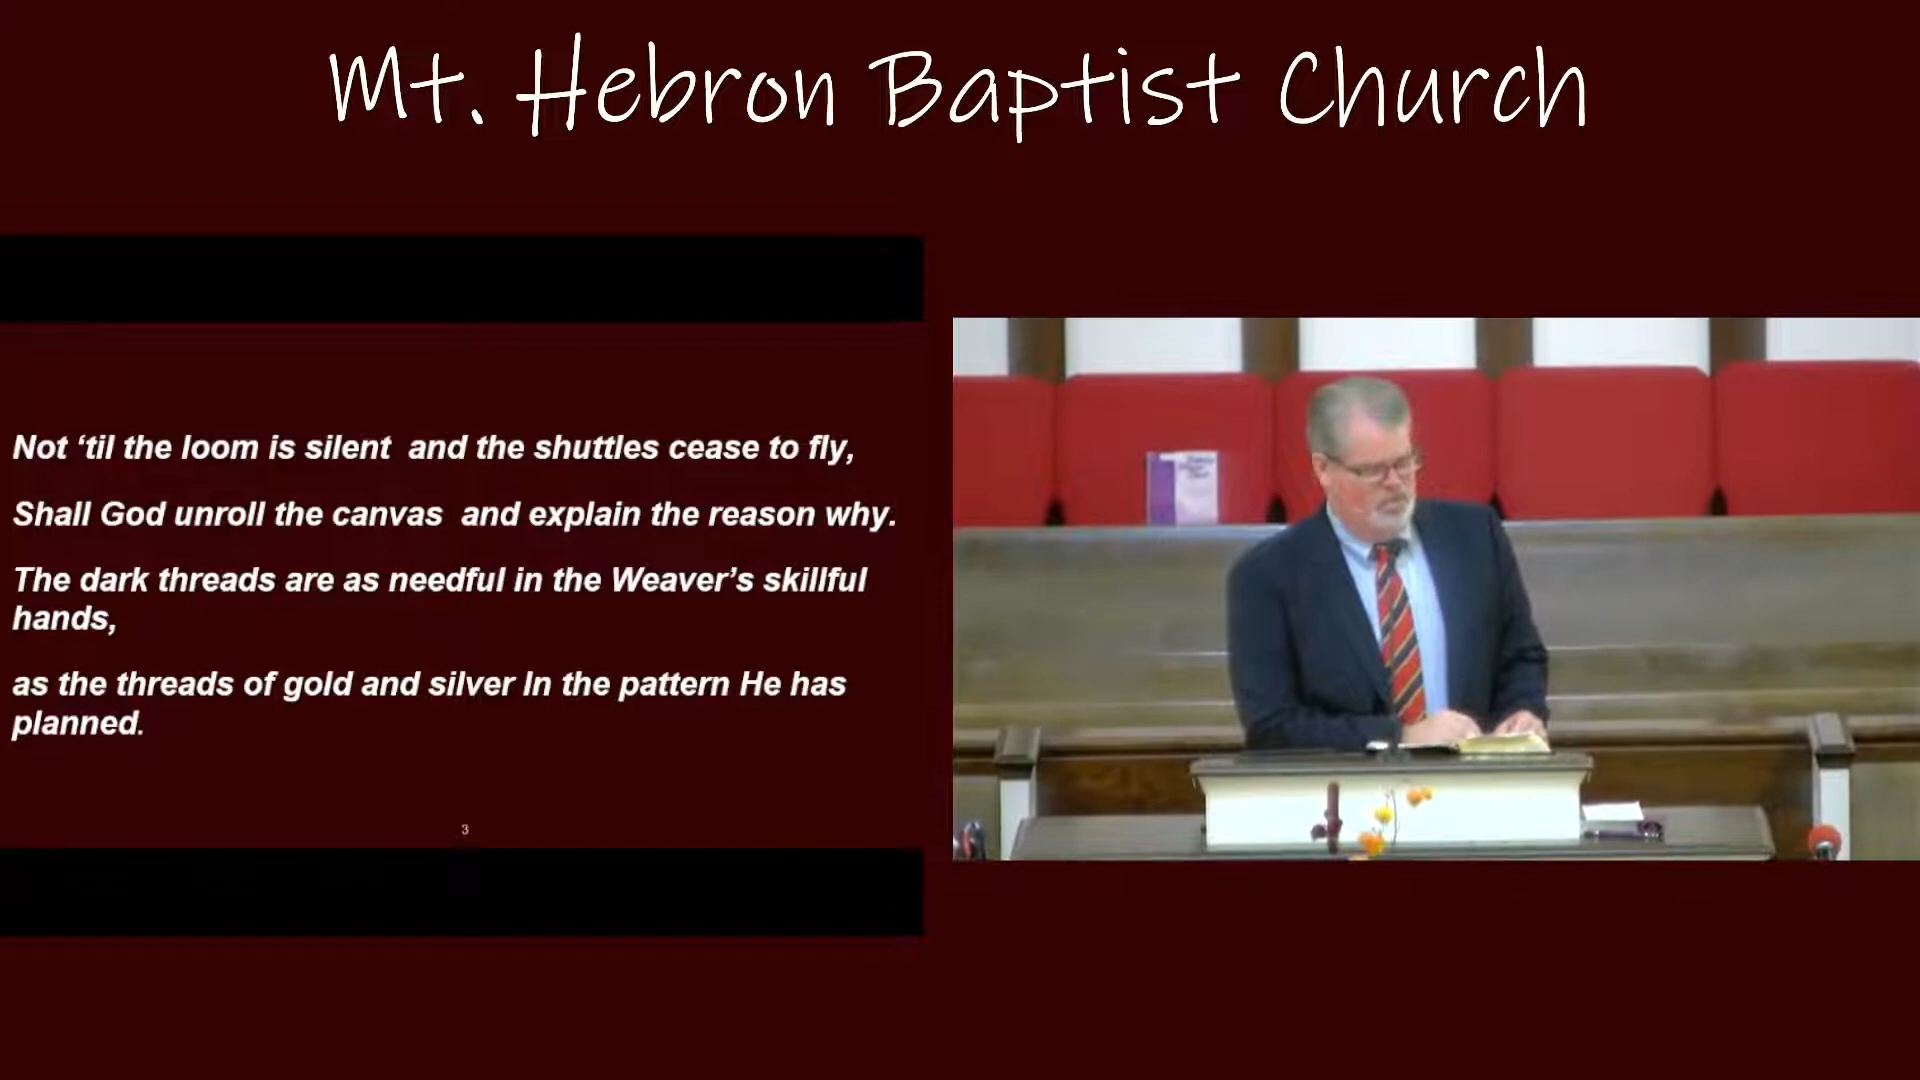 Mt. Hebron Baptist Church
Not ‘til the loom is silent  and the shuttles cease to fly,
Shall God unroll the canvas  and explain the reason why.
The dark threads are as needful in the Weaver’s skillful
hands,
as the threads of gold and silver In the pattern He has
planned.
3